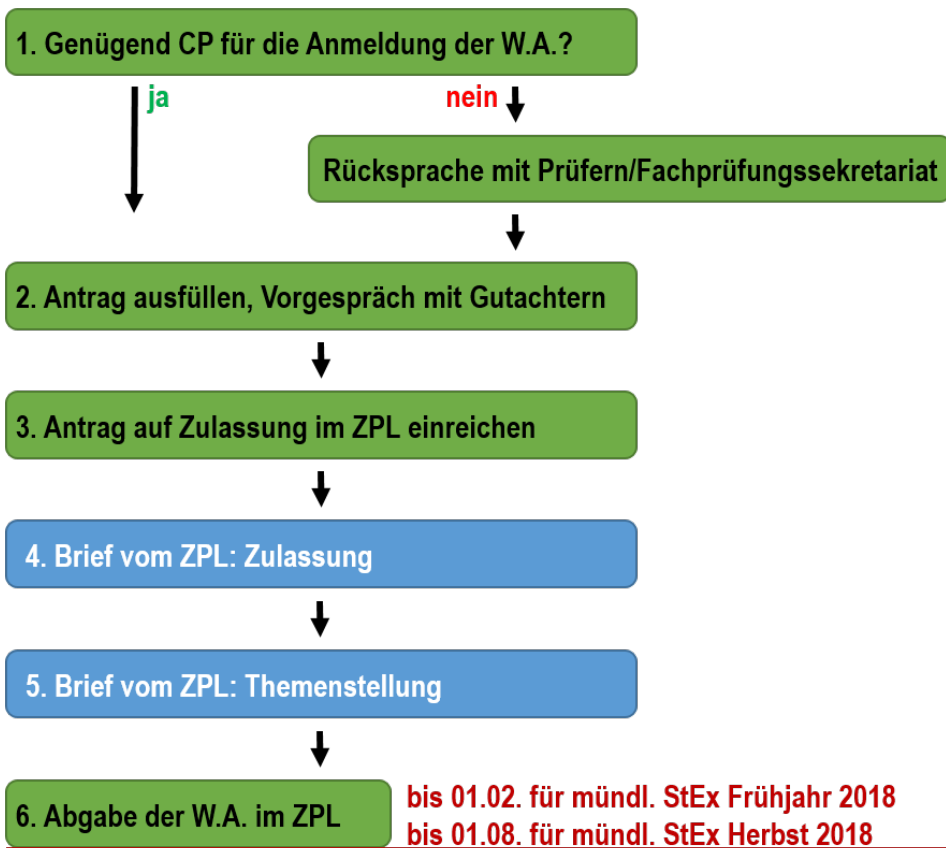 1. Genügend CP für die Anmeldung der W.A.?
ja
nein
Rücksprache mit Prüfern/Fachprüfungssekretariat
2. Antrag ausfüllen, Vorgespräch mit Gutachtern
3. Antrag auf Zulassung im ZPL einreichen
4. Brief vom ZPL: Zulassung
5. Brief vom ZPL: Themenstellung
6. Abgabe der W.A. im ZPL
bis 01.02. für mündl. StEx Frühjahr 2018
bis 01.08. für mündl. StEx Herbst 2018